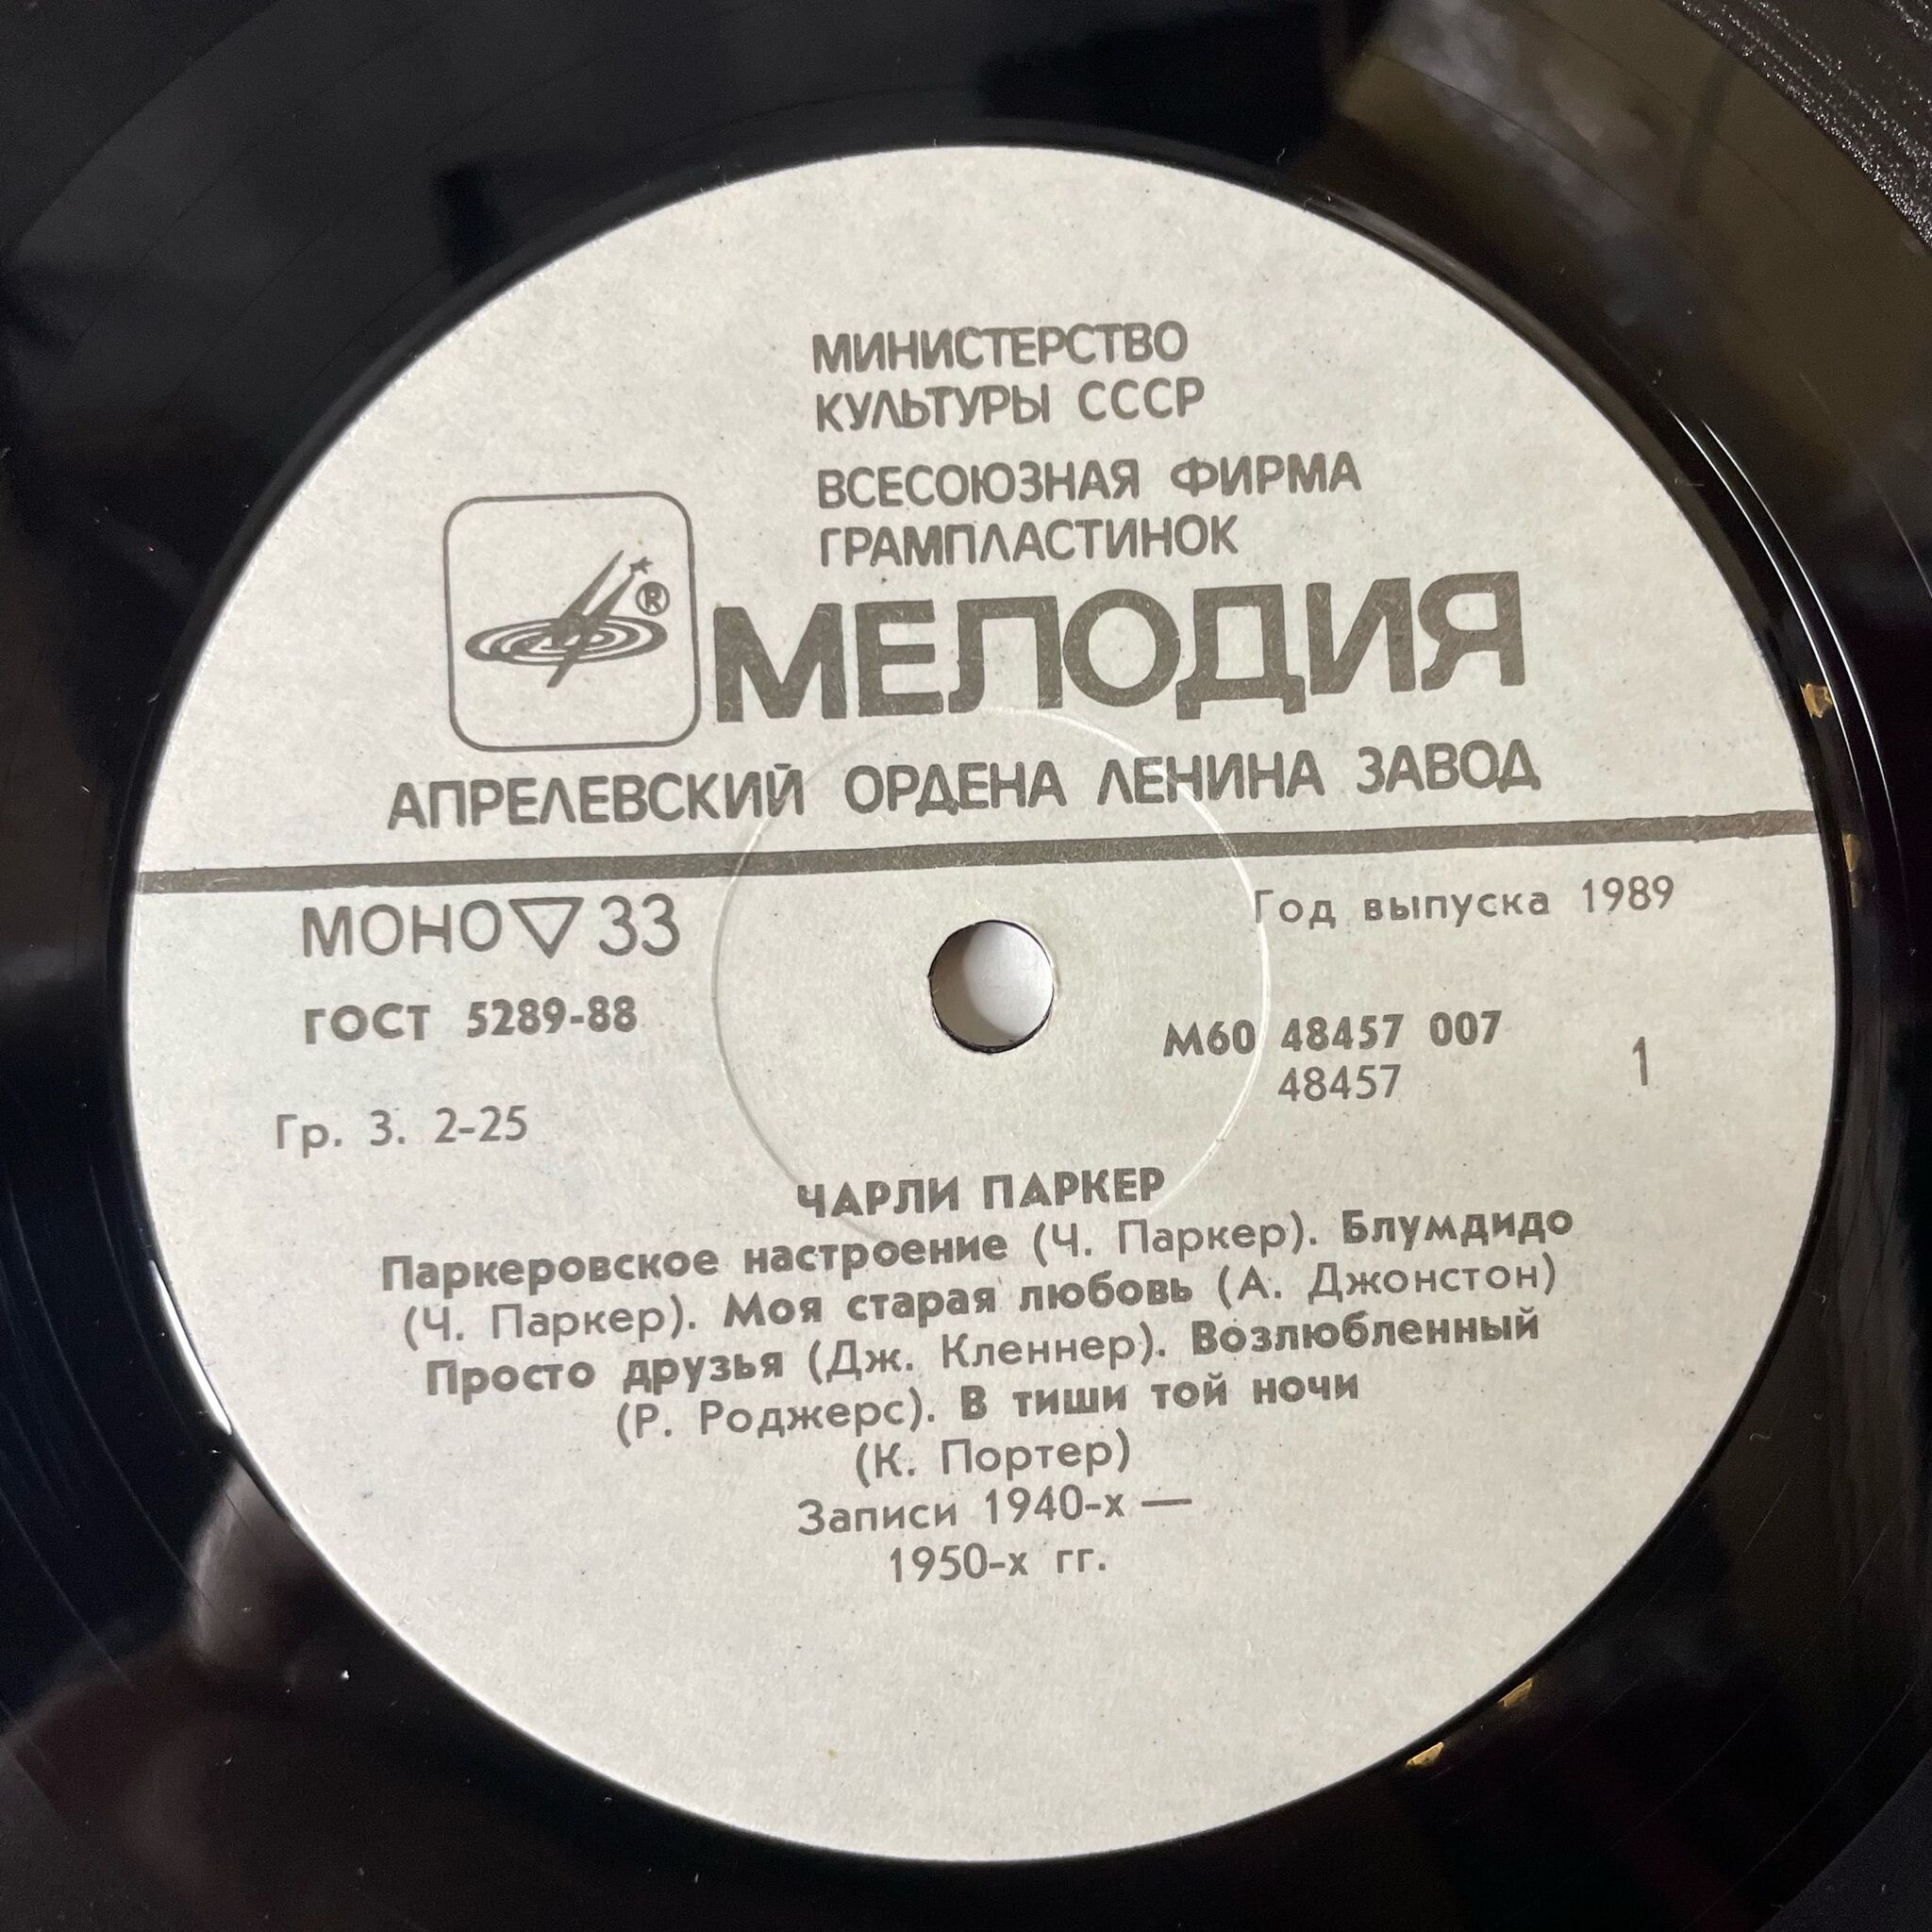 МИНИСТЕРСТВО
КУЛЬТУРЫ СССР
ВСЕСОЮЗНАЯ ФИРМА
ГРАМПЛАСТИНОК
®
МЕЛОДИЯ
АПРЕЛЕВСКИЙ ОРДЕНА ЛЕНИНА ЗАВОД
МОНО ▽ 33
Год выпуска 1989
ГОСТ 5289-88
М60 48457 007
48457
1
Гр. 3. 2-25
ЧАРЛИ ПАРКЕР
Паркеровское настроение (Ч. Паркер). Блумдидо
(Ч. Паркер). Моя старая любовь (А. Джонстон)
Просто друзья (Дж. Кленнер). Возлюбленный
(Р. Роджерс). В тиши той ночи
(К. Портер)
Записи 1940-х —
1950-х гг.